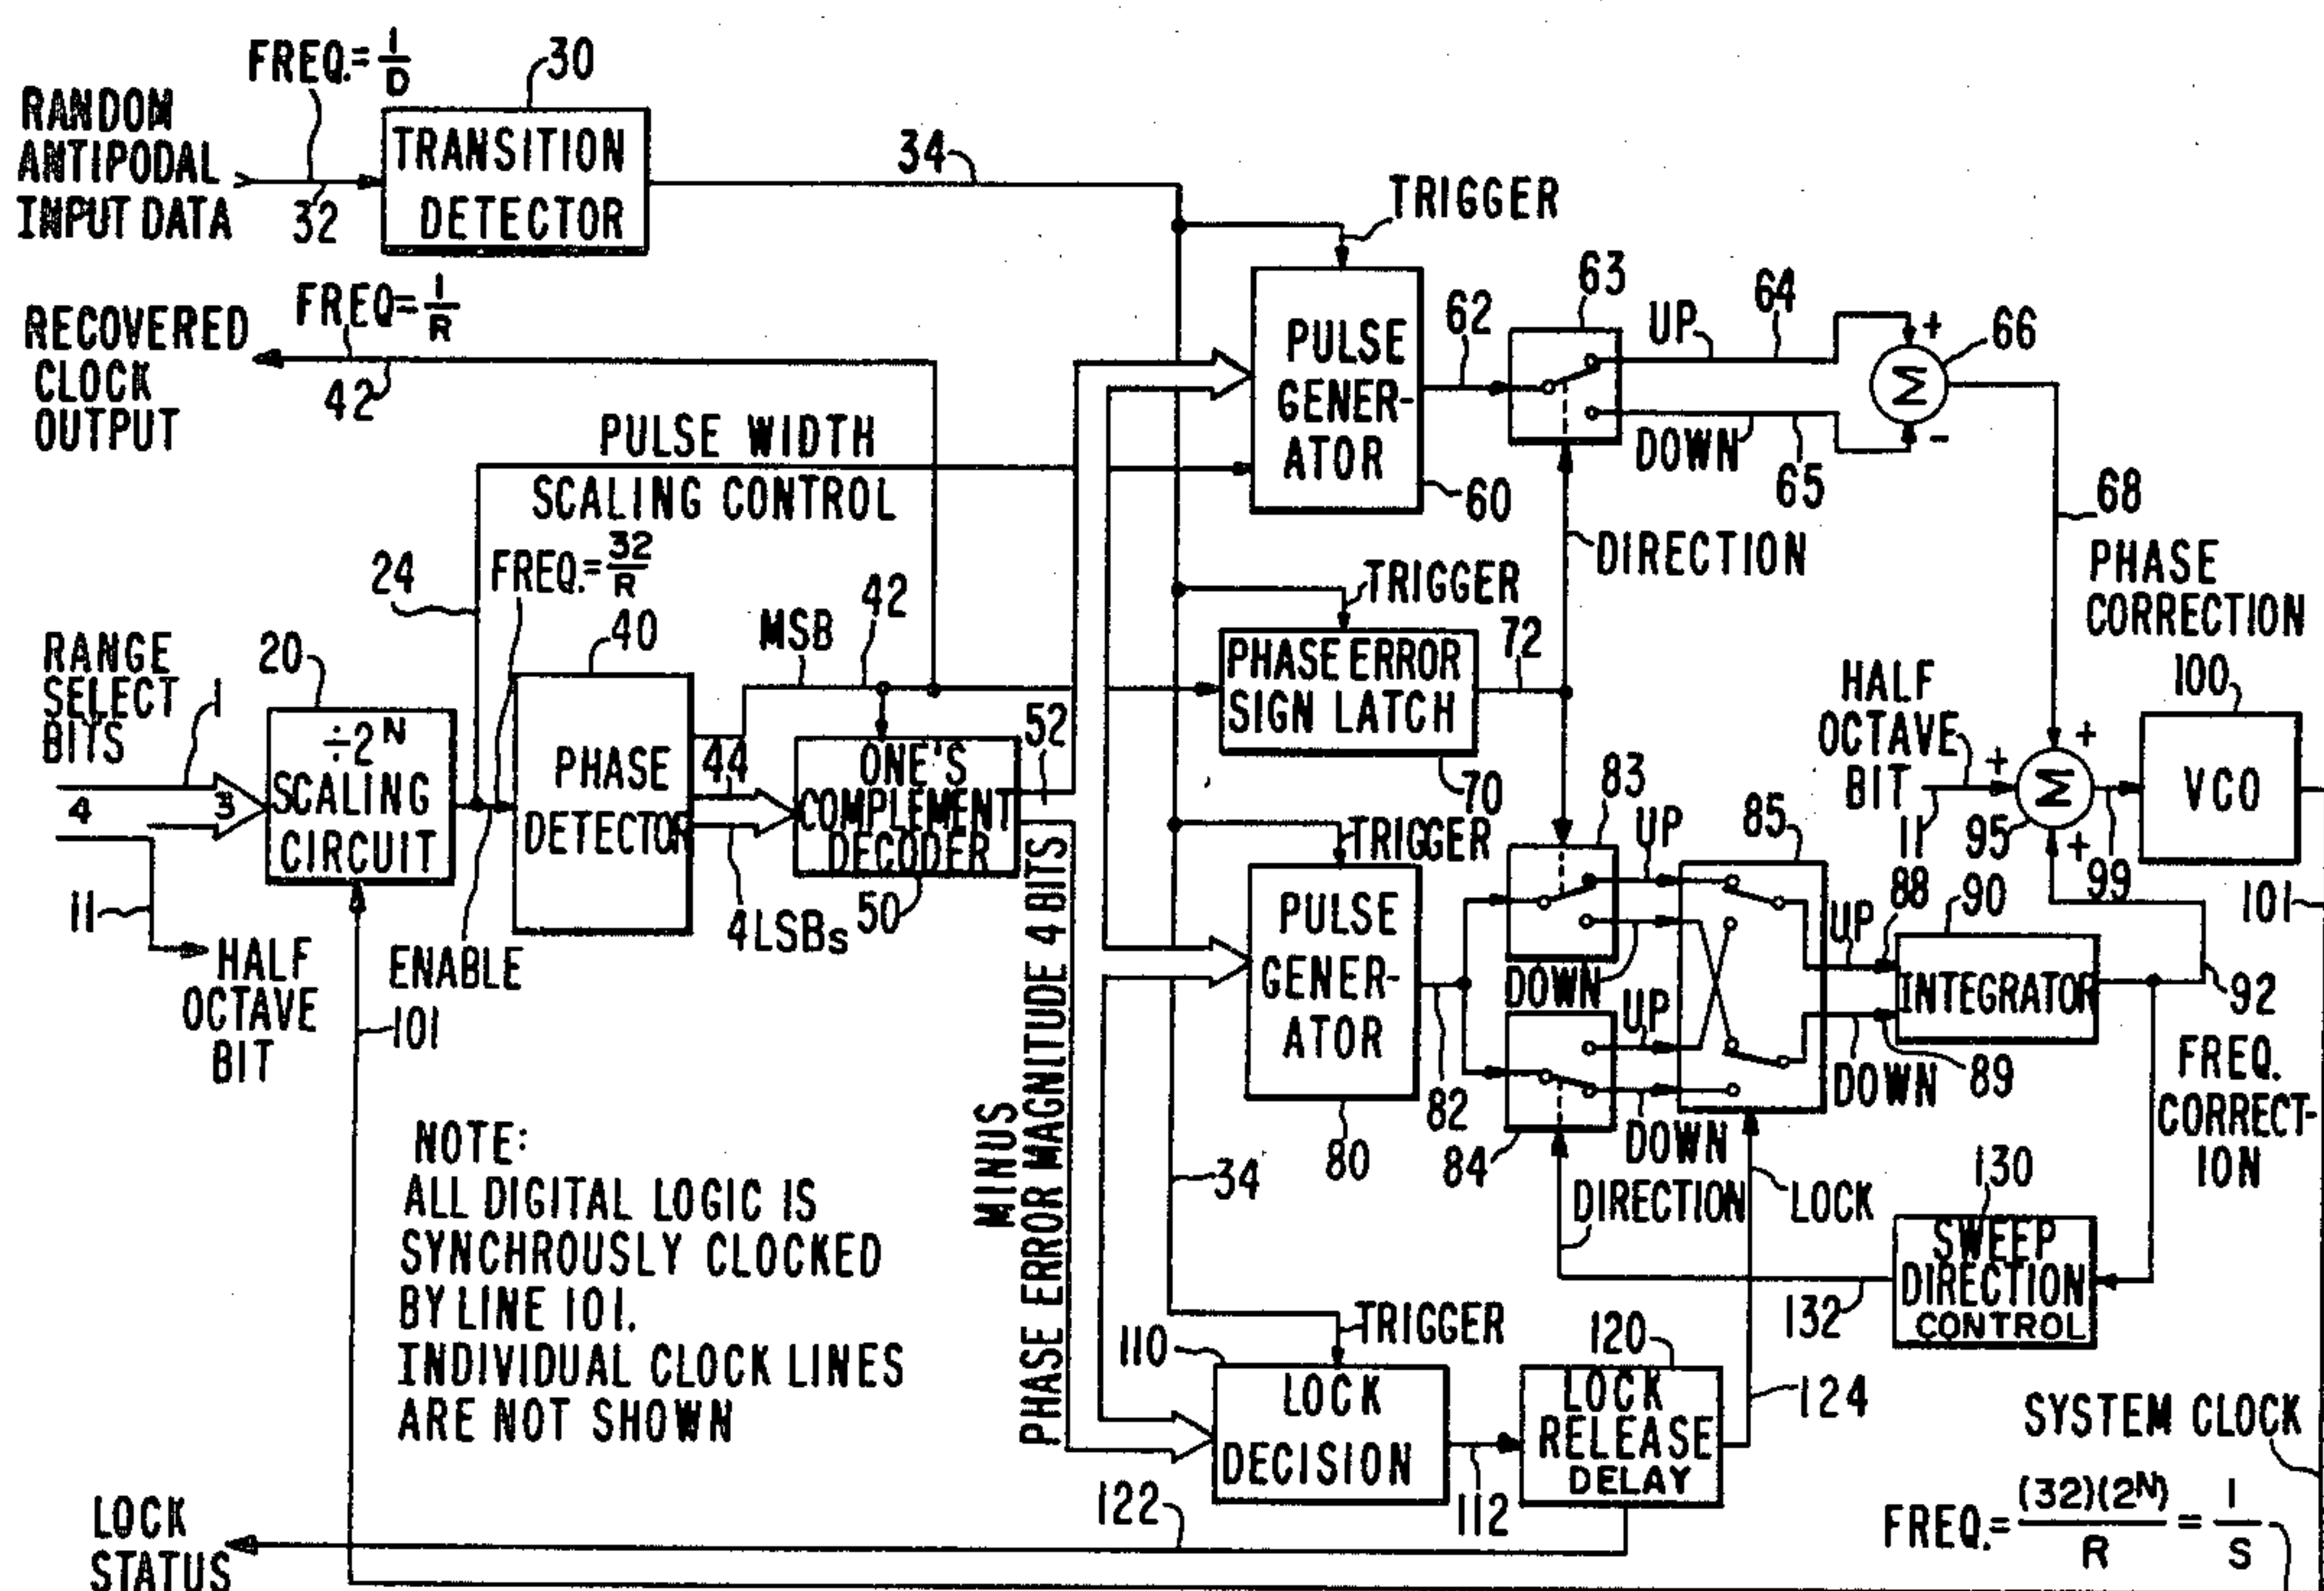 FREQ.= 1/D
30
RANDOM
ANTIPODAL
INPUT DATA
32
TRANSITION
DETECTOR
34
TRIGGER
FREQ= 1/R
RECOVERED
CLOCK
OUTPUT
42
PULSE WIDTH
SCALING CONTROL
PULSE
GENER-
ATOR
60
62
63
UP
64
DOWN
65
+
-
Σ
66
68
DIRECTION
PHASE
CORRECTION
24
FREQ.= 32/R
40
MSB
42
TRIGGER
PHASE ERROR
SIGN LATCH
70
72
RANGE
SELECT
BITS
1
4
3
11
HALF
OCTAVE
BIT
20
÷2N
SCALING
CIRCUIT
ENABLE
101
PHASE
DETECTOR
44
4LSBs
ONE'S
COMPLEMENT
DECODER
50
52
MINUS
PHASE ERROR MAGNITUDE 4 BITS
TRIGGER
PULSE
GENER-
ATOR
80
82
83
UP
DOWN
UP
DOWN
84
85
UP
88
DOWN
89
90
INTEGRATOR
HALF
OCTAVE
BIT
11
+
+
+
Σ
95
99
100
VCO
101
92
FREQ.
CORRECT-
ION
DIRECTION
LOCK
130
SWEEP
DIRECTION
CONTROL
132
34
NOTE:
ALL DIGITAL LOGIC IS
SYNCHROUSLY CLOCKED
BY LINE 101.
INDIVIDUAL CLOCK LINES
ARE NOT SHOWN
TRIGGER
110
LOCK
DECISION
112
120
LOCK
RELEASE
DELAY
124
122
LOCK
STATUS
SYSTEM CLOCK
FREQ.= (32)(2N)/R = 1/S